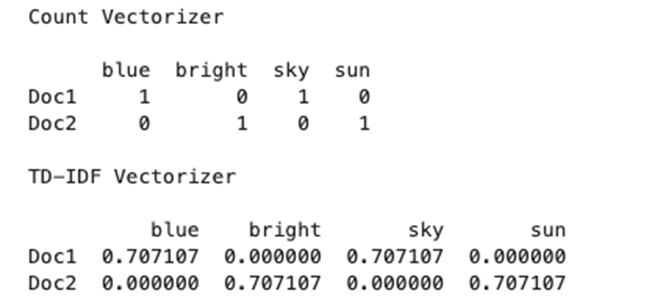 Count Vectorizer
blue bright sky sun
Doc1 1 0 1 0
Doc2 0 1 0 1
TD-IDF Vectorizer
blue bright sky sun
Doc1 0.707107 0.000000 0.707107 0.000000
Doc2 0.000000 0.707107 0.000000 0.707107